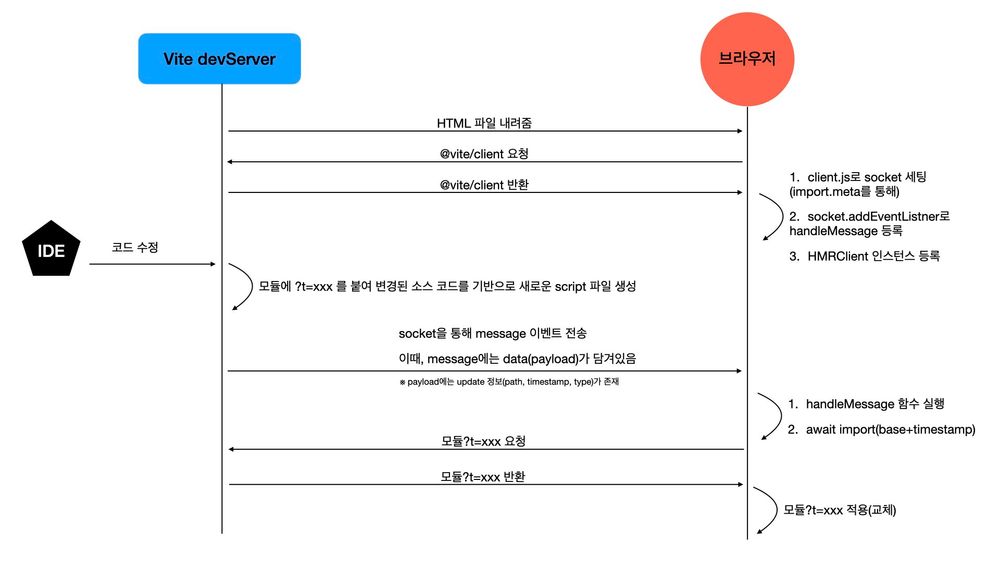 Vite devServer
브라우저
HTML 파일 내려줌
@vite/client 요청
@vite/client 반환
1. client.js로 socket 세팅
(import.meta를 통해)
2. socket.addEventListner로
handleMessage 등록
3. HMRClient 인스턴스 등록
IDE
코드 수정
모듈에 ?t=xxx 를 붙여 변경된 소스 코드를 기반으로 새로운 script 파일 생성
socket을 통해 message 이벤트 전송
이때, message에는 data(payload)가 담겨있음
※ payload에는 update 정보(path, timestamp, type)가 존재
1. handleMessage 함수 실행
2. await import(base+timestamp)
모듈?t=xxx 요청
모듈?t=xxx 반환
모듈?t=xxx 적용(교체)